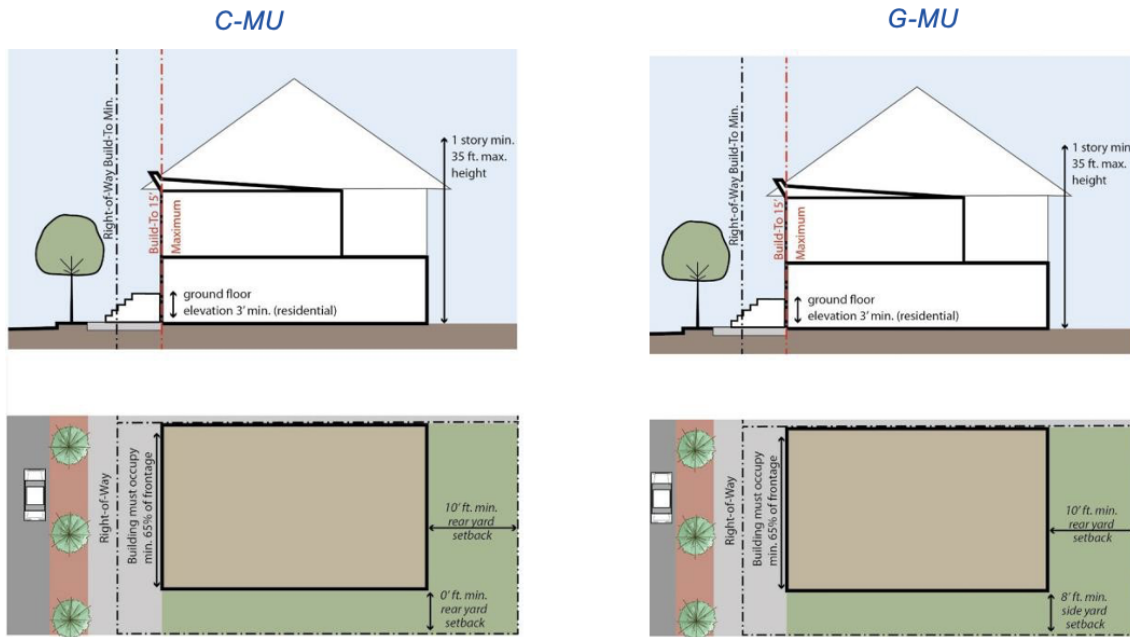 C-MU
G-MU
Right-of-Way Build-To Min.
Build-To 15'
Maximum
1 story min.
35 ft. max.
height
ground floor
elevation 3' min. (residential)
Right-of-Way Build-To Min.
Build-To 15'
Maximum
1 story min
35 ft. max.
height
ground floor
elevation 3' min. (residential)
Right-of-Way
Building must occupy
min. 65% of frontage
10' ft. min.
rear yard
setback
0' ft. min.
rear yard
setback
Right-of-Way
Building must occupy
min. 65% of frontage
10' ft. min.
rear yard
setback
8' ft. min.
side yard
setback